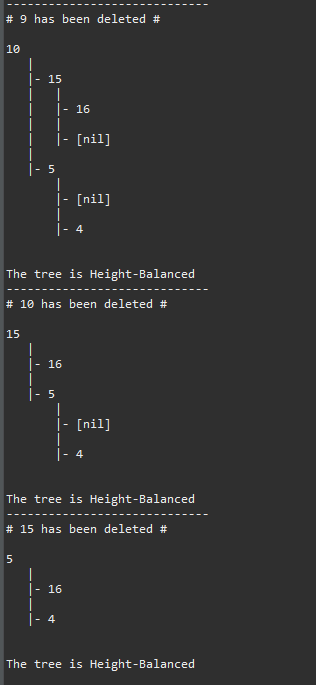 -----------------------------
# 9 has been deleted #
10
   |
   |- 15
   |   |
   |   |- 16
   |   |
   |   |- [nil]
   |
   |- 5
       |
       |- [nil]
       |
       |- 4
The tree is Height-Balanced
-----------------------------
# 10 has been deleted #
15
   |
   |- 16
   |
   |- 5
       |
       |- [nil]
       |
       |- 4
The tree is Height-Balanced
-----------------------------
# 15 has been deleted #
5
   |
   |- 16
   |
   |- 4
The tree is Height-Balanced